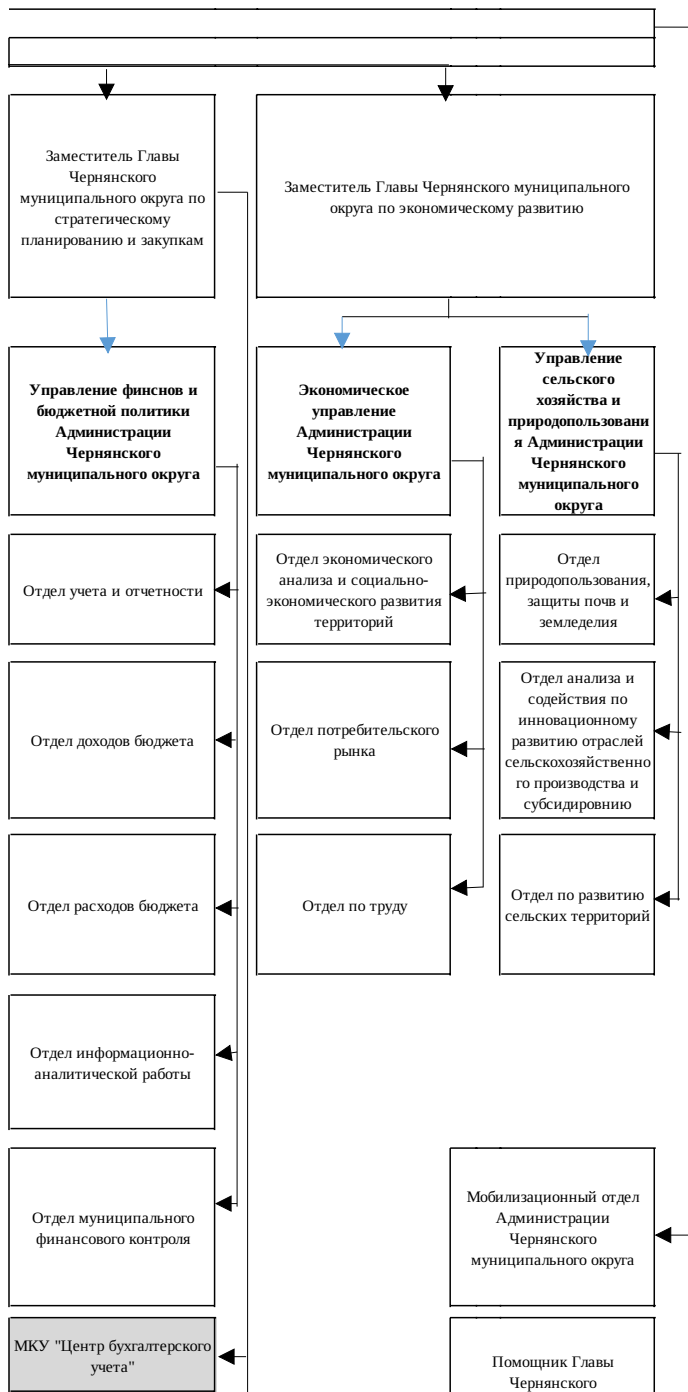 Заместитель Главы
Чернянского
муниципального округа по
стратегическому
планированию и закупкам
Заместитель Главы Чернянского муниципального
округа по экономическому развитию
Управление финснов и
бюджетной политики
Администрации
Чернянского
муниципального округа
Экономическое
управление
Администрации
Чернянского
муниципального округа
Управление
сельского
хозяйства и
природопользовани
я Администрации
Чернянского
муниципального
округа
Отдел учета и отчетности
Отдел экономического
анализа и социально-
экономического развития
территорий
Отдел
природопользования,
защиты почв и
земледелия
Отдел доходов бюджета
Отдел потребительского
рынка
Отдел анализа и
содействия по
инновационному
развитию отраслей
сельскохозяйственно
го производства и
субсидировнию
Отдел расходов бюджета
Отдел по труду
Отдел по развитию
сельских территорий
Отдел информационно-
аналитической работы
Отдел муниципального
финансового контроля
Мобилизационный отдел
Администрации
Чернянского
муниципального округа
МКУ "Центр бухгалтерского
учета"
Помощник Главы
Чернянского